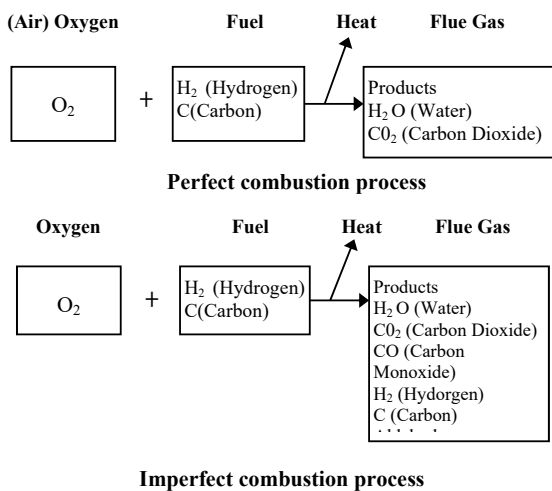 (Air) Oxygen Fuel Heat Flue Gas
O₂ + H₂ (Hydrogen)
C(Carbon)
Products
H₂ O (Water)
C0₂ (Carbon Dioxide)
Perfect combustion process
Oxygen Fuel Heat Flue Gas
O₂ + H₂ (Hydrogen)
C(Carbon)
Products
H₂ O (Water)
C0₂ (Carbon Dioxide)
CO (Carbon
Monoxide)
H₂ (Hydorgen)
C (Carbon)
Imperfect combustion process